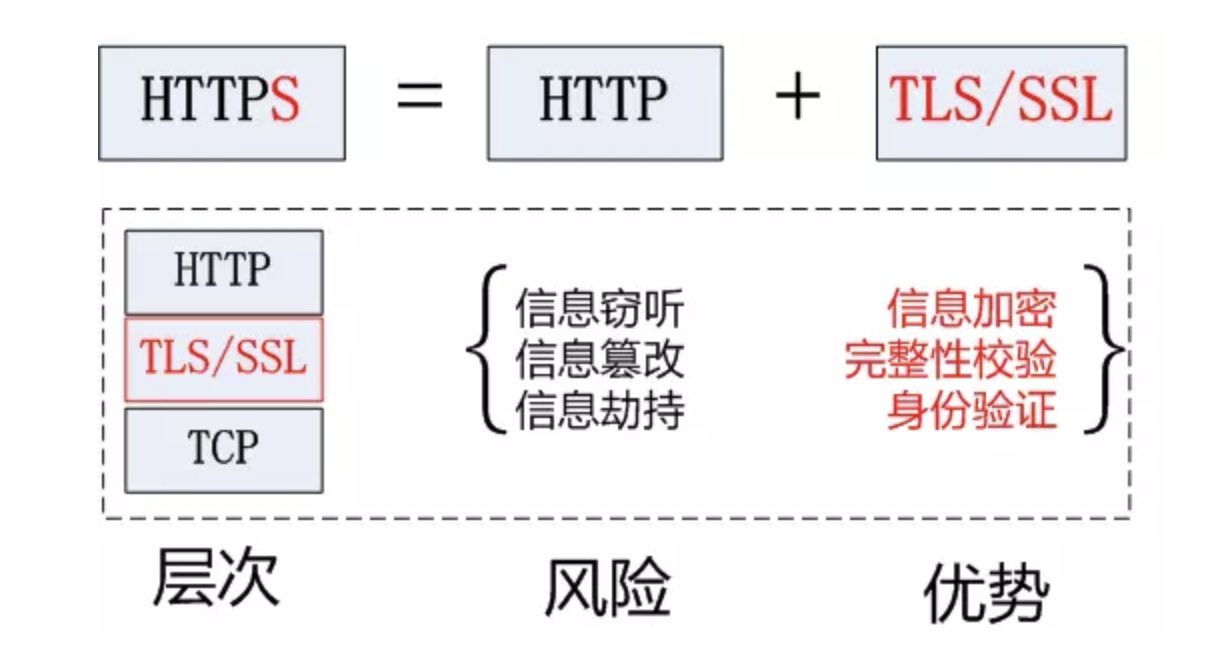 HTTPS = HTTP + TLS/SSL
HTTP
TLS/SSL
TCP
信息窃听
信息篡改
信息劫持
信息加密
完整性校验
身份验证
层次
风险
优势